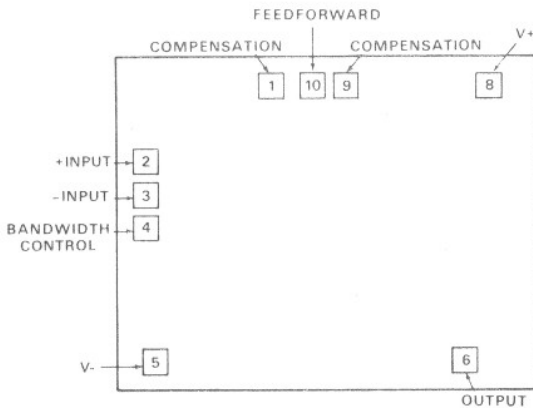 FEEDFORWARD
COMPENSATION
COMPENSATION
V+
1
10
9
8
+INPUT
2
-INPUT
3
BANDWIDTH
CONTROL
4
V-
5
6
OUTPUT